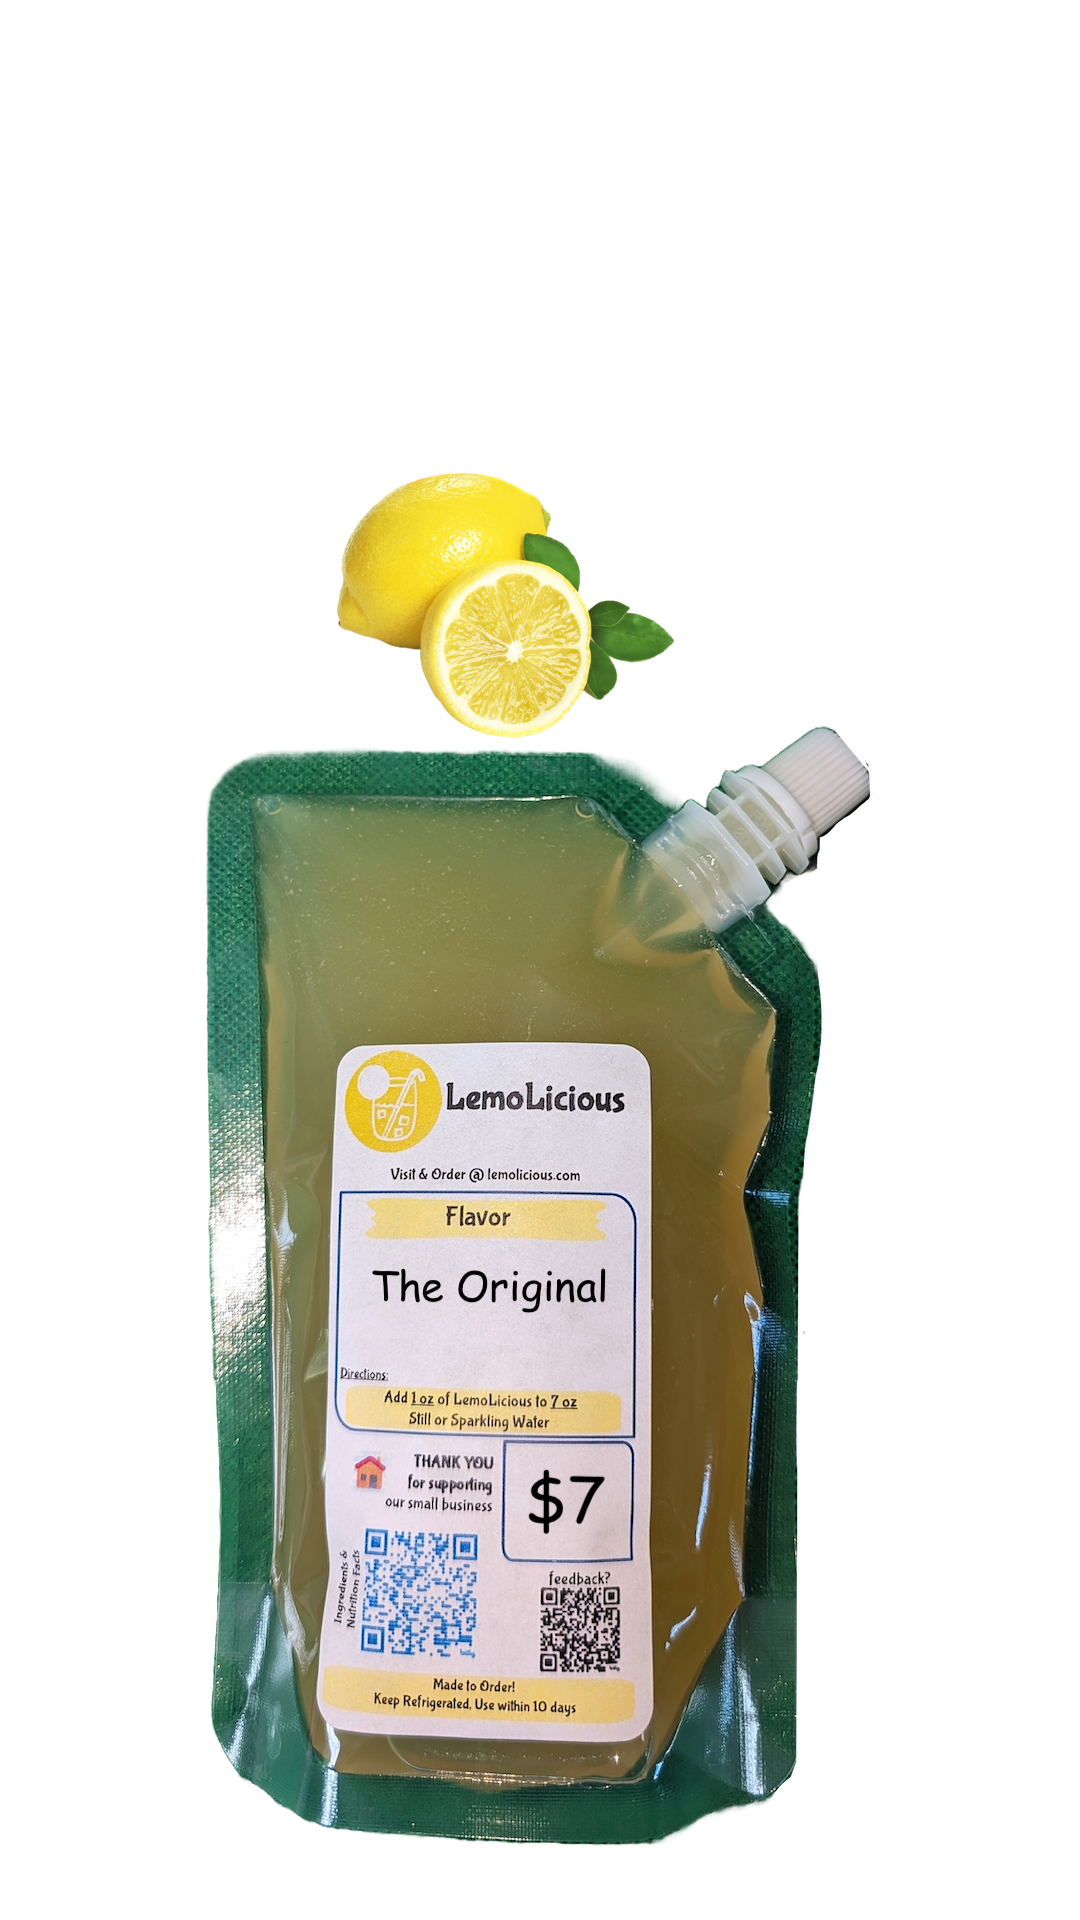 LemoLicious
Visit & Order @ lemolicious.com
Flavor
The Original
Directions:
Add 1 oz of LemoLicious to 7 oz
Still or Sparkling Water
THANK YOU
for supporting
our small business
$7
Ingredients &
Nutrition Facts
bitly
feedback?
bitly
Made to Order!
Keep Refrigerated, Use within 10 days